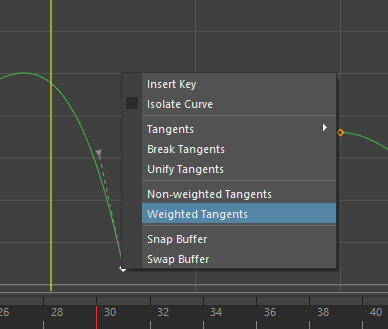 Insert Key
Isolate Curve
Tangents
Break Tangents
Unify Tangents
Non-weighted Tangents
Weighted Tangents
Snap Buffer
Swap Buffer
26 28 30 32 34 36 38 40